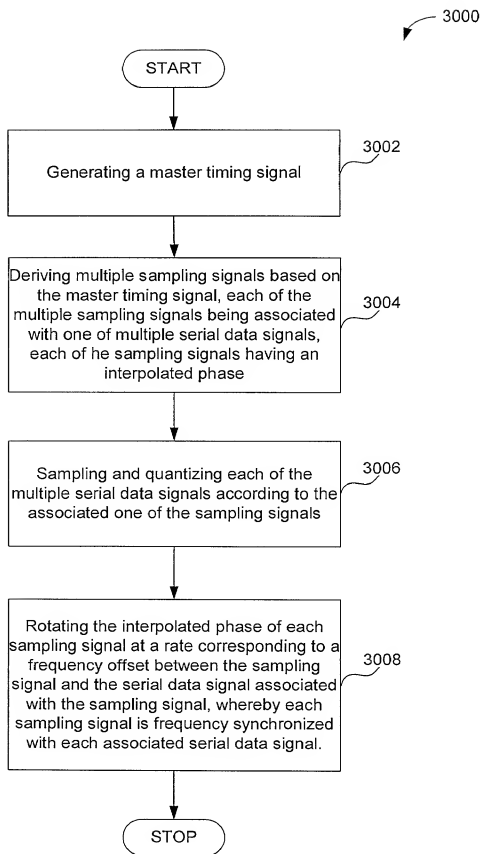 3000
START
Generating a master timing signal
3002
Deriving multiple sampling signals based on
the master timing signal, each of the
multiple sampling signals being associated
with one of multiple serial data signals,
each of he sampling signals having an
interpolated phase
3004
Sampling and quantizing each of the
multiple serial data signals according to the
associated one of the sampling signals
3006
Rotating the interpolated phase of each
sampling signal at a rate corresponding to a
frequency offset between the sampling
signal and the serial data signal associated
with the sampling signal, whereby each
sampling signal is frequency synchronized
with each associated serial data signal.
3008
STOP